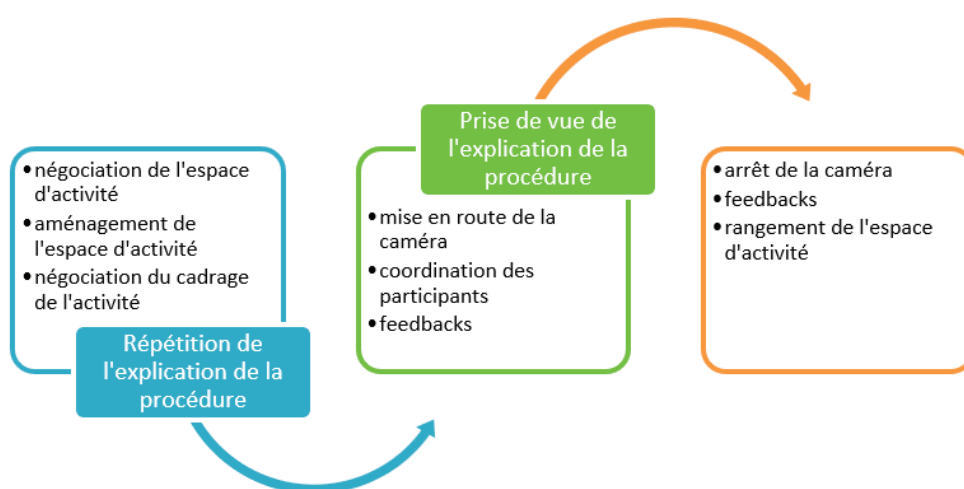 •négociation de l'espace
d'activité
•aménagement de
l'espace d'activité
•négociation du cadrage
de l'activité
Répétition de
l'explication de la
procédure
Prise de vue de
l'explication de la
procédure
•mise en route de la
caméra
•coordination des
participants
•feedbacks
•arrêt de la caméra
•feedbacks
•rangement de l'espace
d'activité